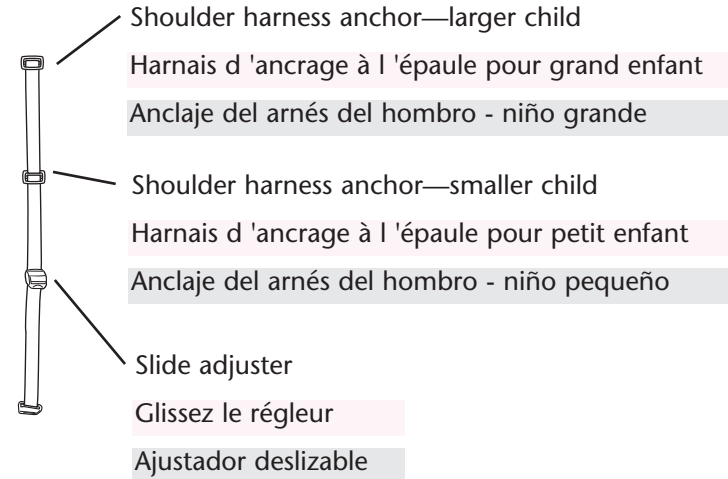 Shoulder harness anchor—larger child
Harnais d 'ancrage à l 'épaule pour grand enfant
Anclaje del arnés del hombro - niño grande
Shoulder harness anchor—smaller child
Harnais d 'ancrage à l 'épaule pour petit enfant
Anclaje del arnés del hombro - niño pequeño
Slide adjuster
Glissez le régleur
Ajustador deslizable